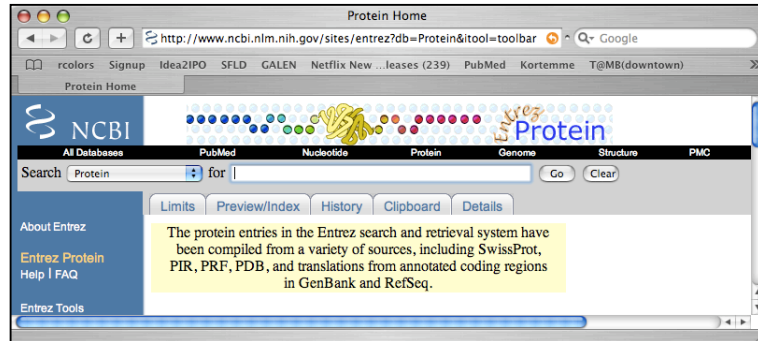 Protein Home
http://www.ncbi.nlm.nih.gov/sites/entrez?db=Protein&itool=toolbar
Google
rcolors Signup Idea2IPO SFLD GALEN Netflix New ...leases (239) PubMed Kortemme T@MB(downtown)
Protein Home
NCBI
Entrez Protein
All Databases PubMed Nucleotide Protein Genome Structure PMC
Search Protein for Go Clear
Limits Preview/Index History Clipboard Details
About Entrez
Entrez Protein
Help | FAQ
Entrez Tools
The protein entries in the Entrez search and retrieval system have
been compiled from a variety of sources, including SwissProt,
PIR, PRF, PDB, and translations from annotated coding regions
in GenBank and RefSeq.